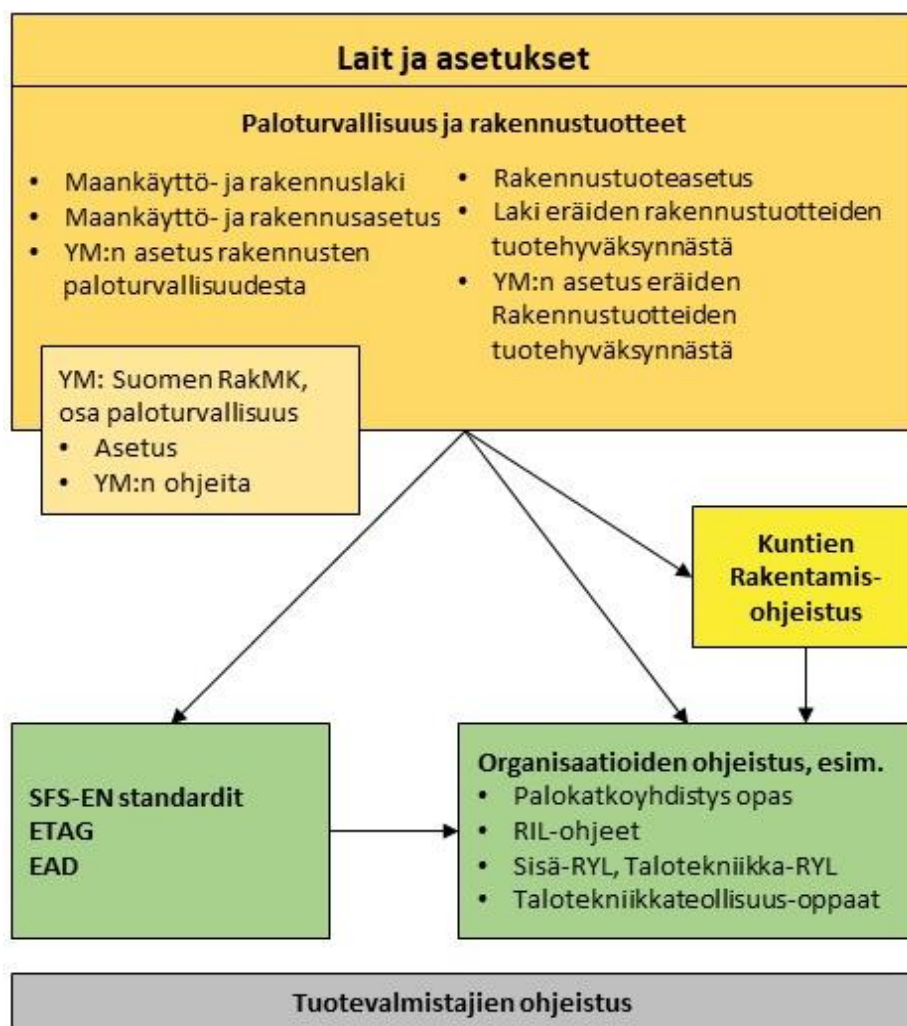 Lait ja asetukset
Paloturvallisuus ja rakennustuotteet
• Maankäyttö- ja rakennuslaki
• Maankäyttö- ja rakennusasetus
• YM:n asetus rakennusten
paloturvallisuudesta
• Rakennustuoteasetus
• Laki eräiden rakennustuotteiden
tuotehyväksynnästä
• YM:n asetus eräiden
Rakennustuotteiden
tuotehyväksynnästä
YM: Suomen RakMK,
osa paloturvallisuus
• Asetus
• YM:n ohjeita
Kuntien
Rakentamis-
ohjeistus
SFS-EN standardit
ETAG
EAD
Organisaatioiden ohjeistus, esim.
• Palokatkoyhdistys opas
• RIL-ohjeet
• Sisä-RYL, Talotekniikka-RYL
• Talotekniikkateollisuus-oppaat
Tuotevalmistajien ohjeistus